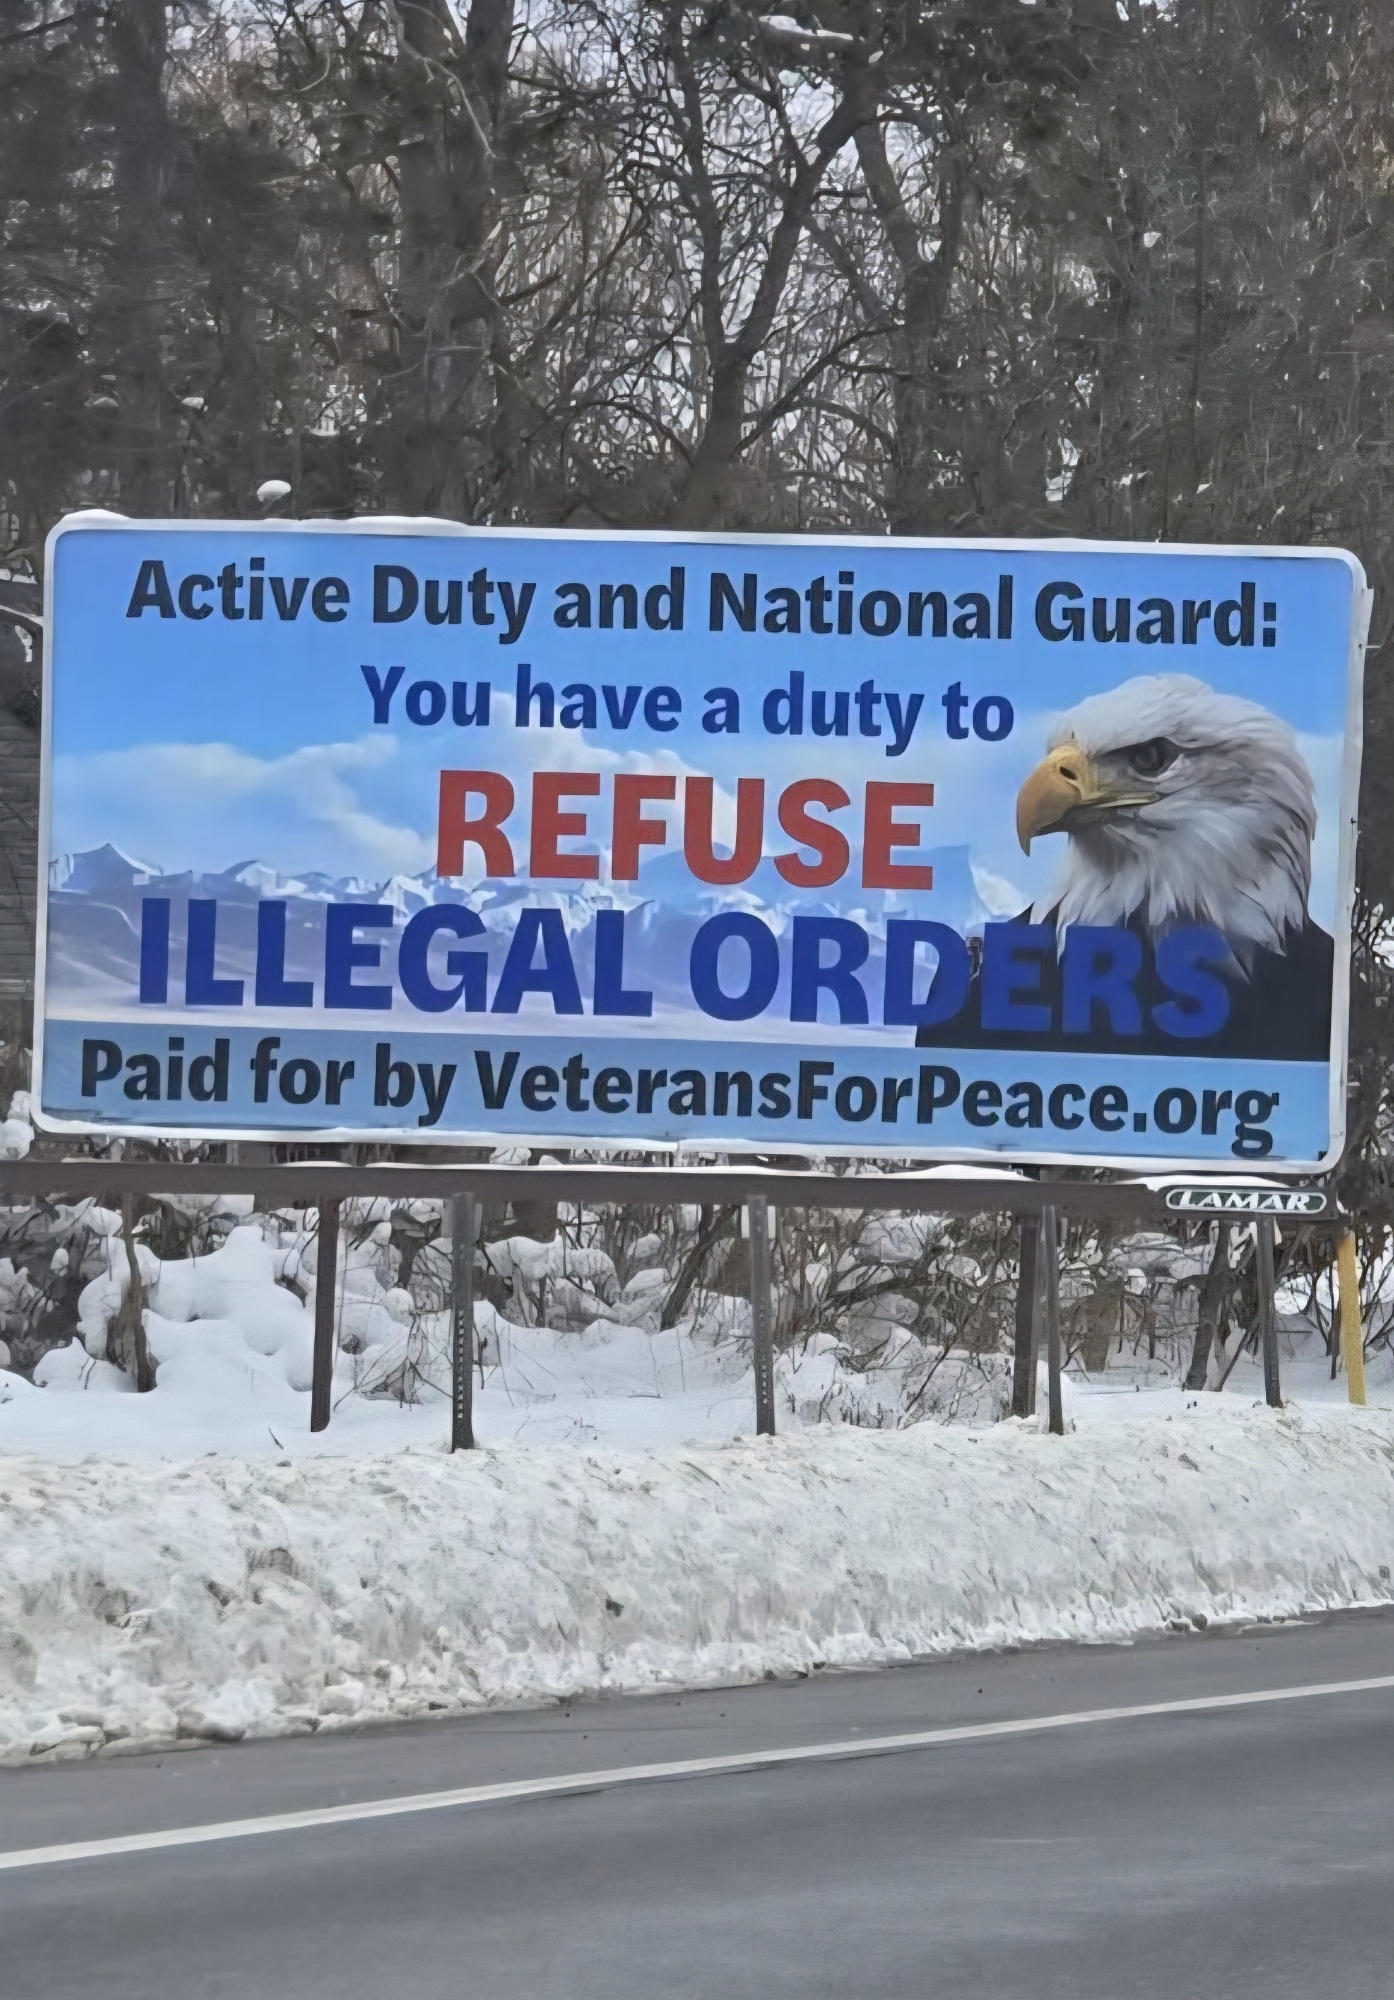 Active Duty and National Guard:
You have a duty to
REFUSE
ILLEGAL ORDERS
Paid for by VeteransForPeace.org
LAMAR